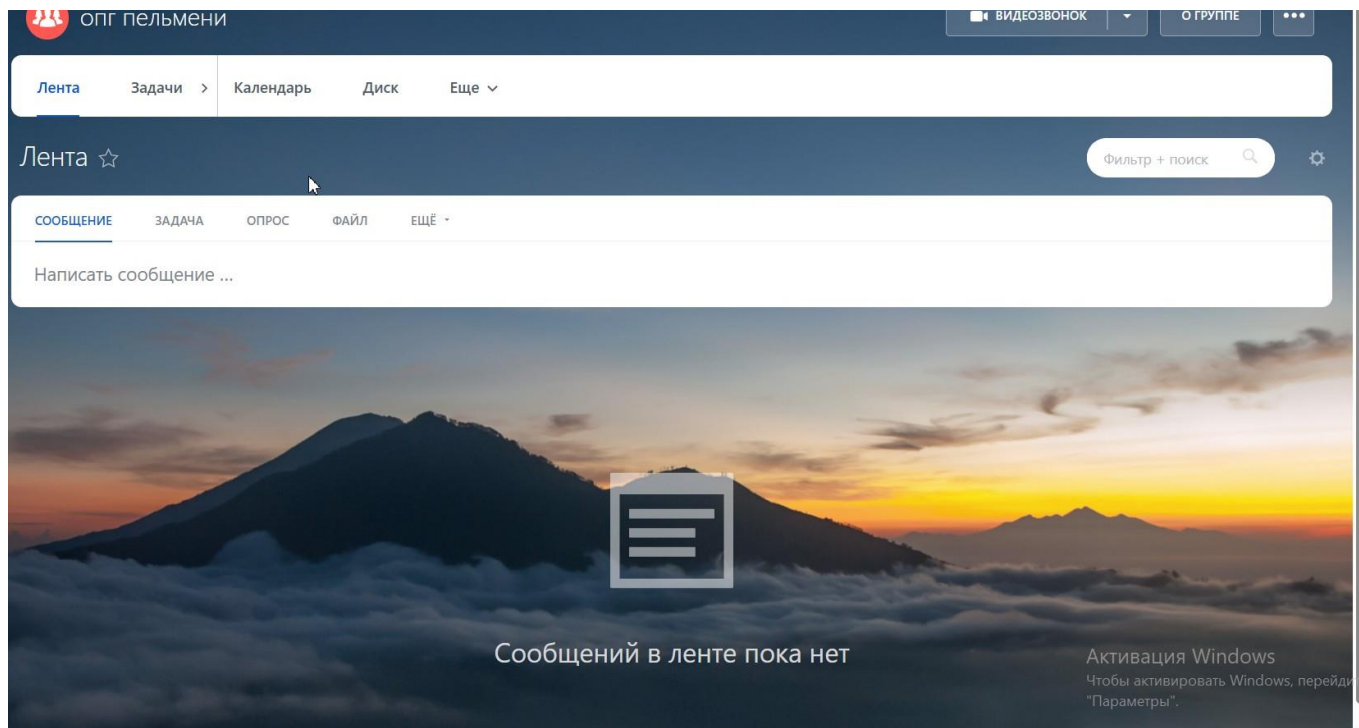 опг пельмени
ВИДЕОЗВОНОК
О ГРУППЕ
Лента
Задачи
Календарь
Диск
Еще
Лента
Фильтр + поиск
СООБЩЕНИЕ
ЗАДАЧА
ОПРОС
ФАЙЛ
ЕЩЁ
Написать сообщение ...
Сообщений в ленте пока нет
Активация Windows
Чтобы активировать Windows, перейди
"Параметры".